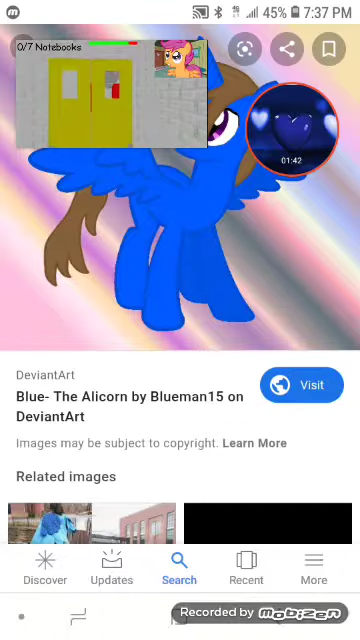 45% 7:37 PM
0/7 Notebooks
01:42
DeviantArt
Visit
Blue- The Alicorn by Blueman15 on
DeviantArt
Images may be subject to copyright. Learn More
Related images
Discover Updates Search Recent More
Recorded by mobizen